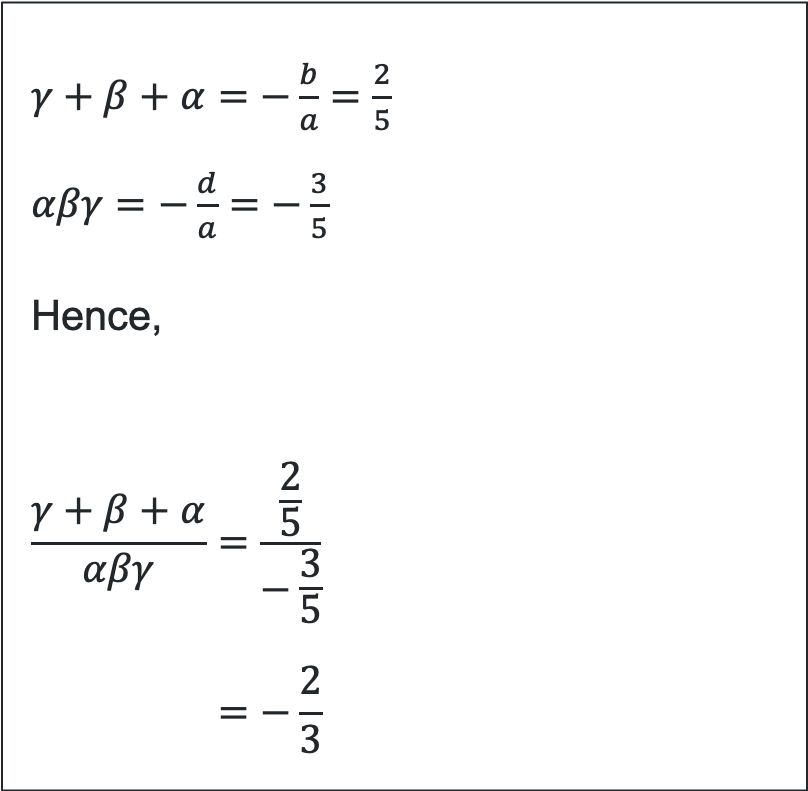 γ + β + α = − b/a = 2/5
αβγ = − d/a = − 3/5
Hence,
(γ + β + α)/(αβγ) = (2/5)/(− 3/5)
= − 2/3